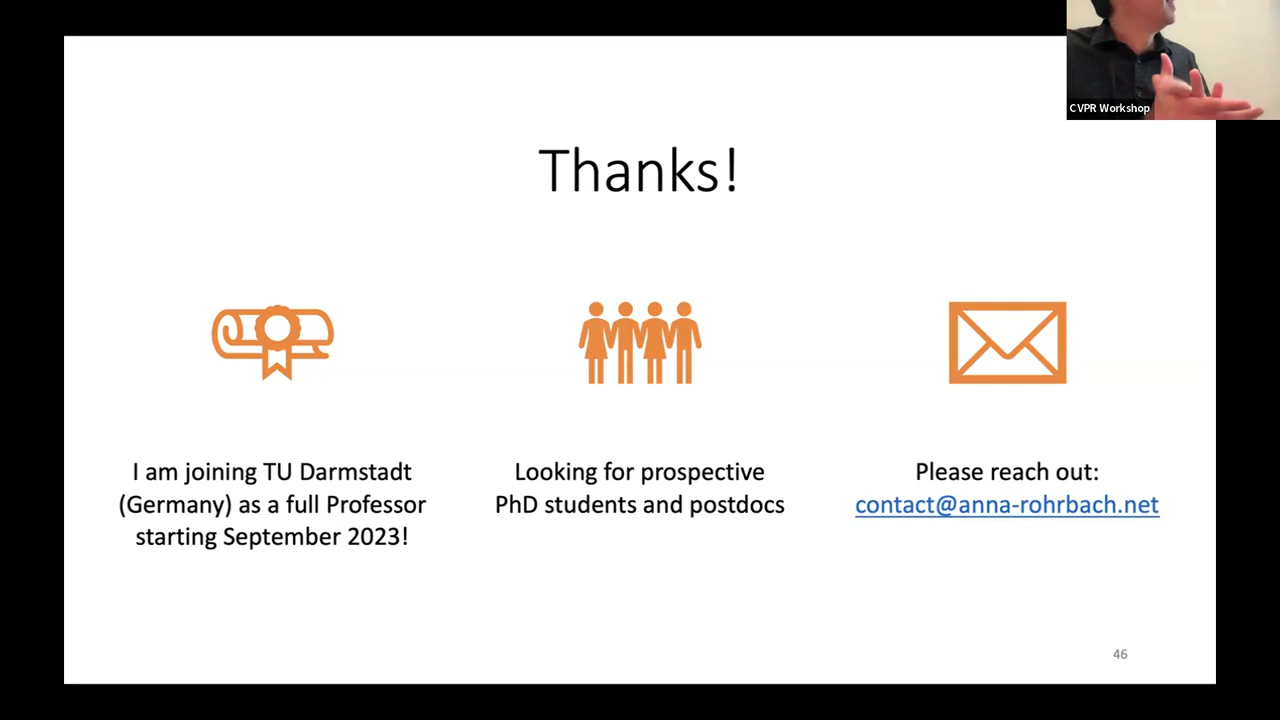 CVPR Workshop
Thanks!
I am joining TU Darmstadt
(Germany) as a full Professor
starting September 2023!
Looking for prospective
PhD students and postdocs
Please reach out:
contact@anna-rohrbach.net
46